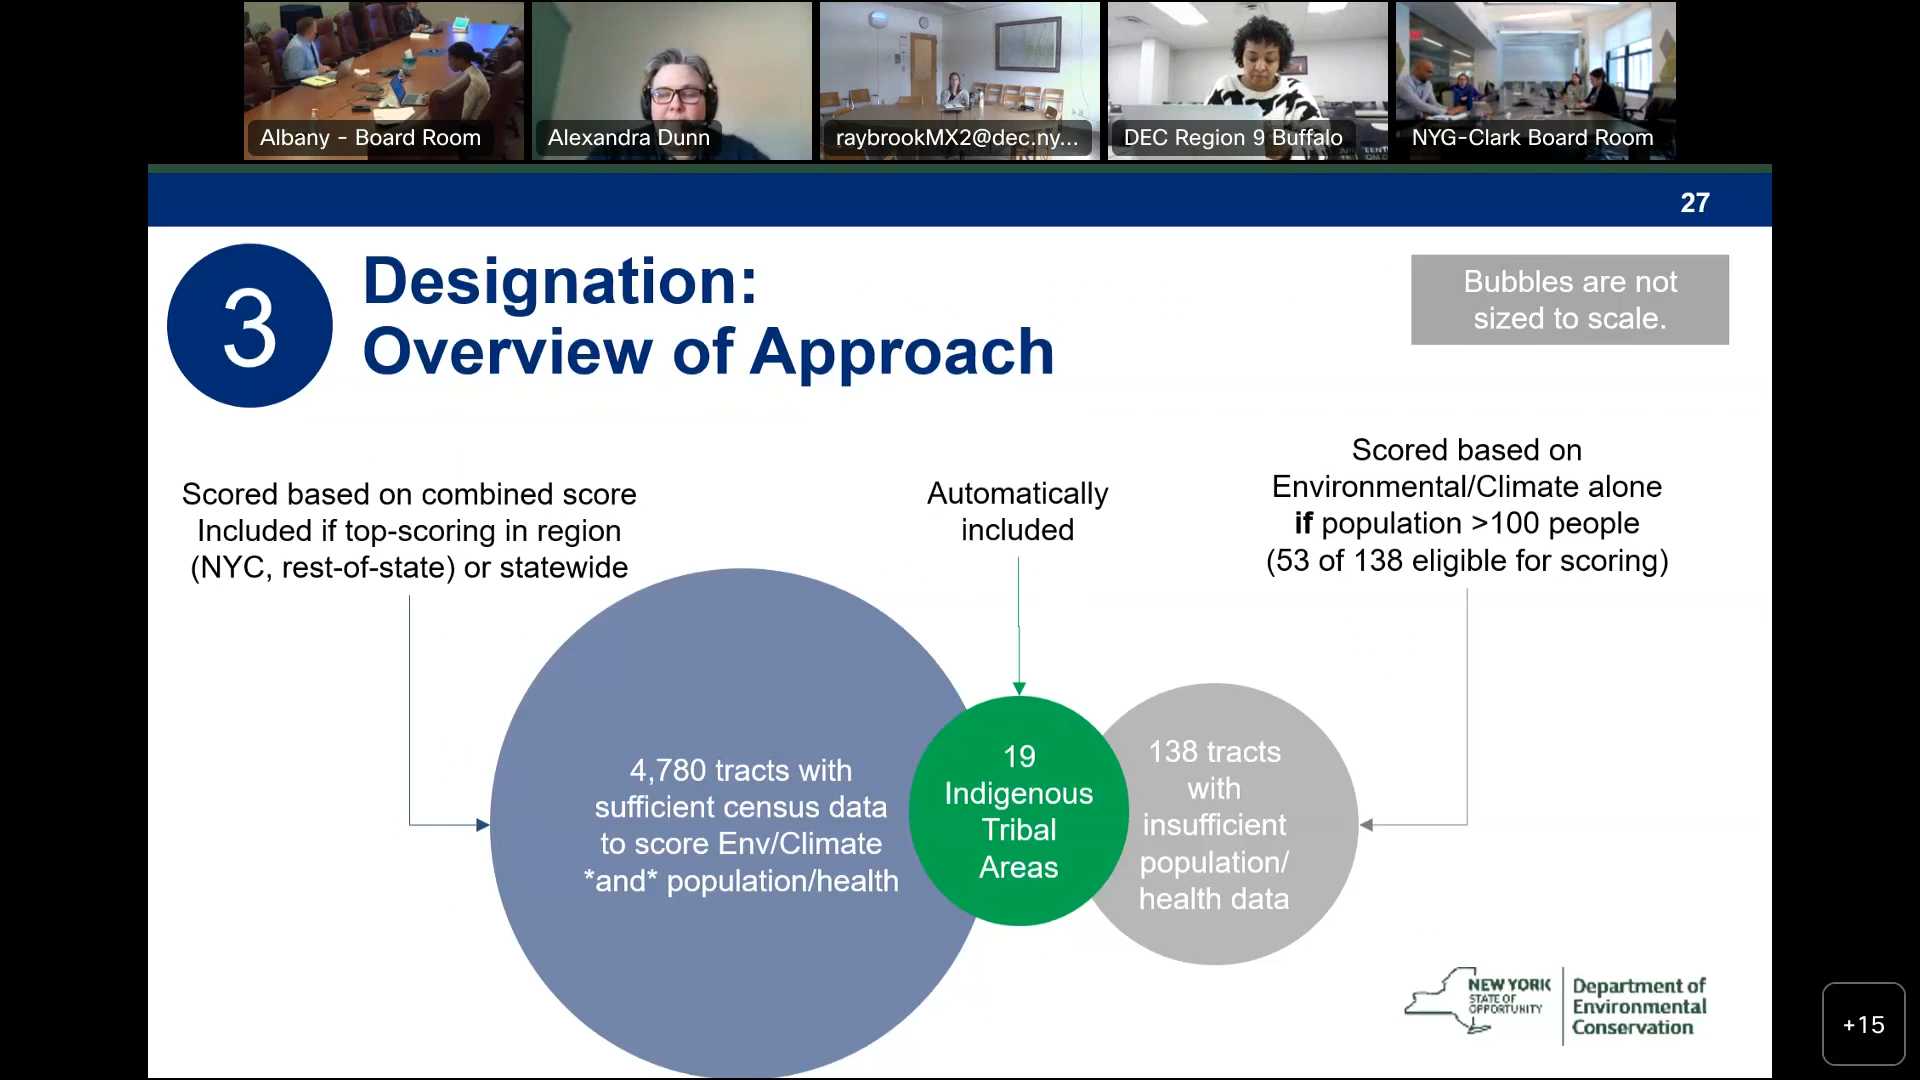 Albany - Board Room
Alexandra Dunn
raybrookMX2@dec.ny...
DEC Region 9 Buffalo
NYG-Clark Board Room
27
3
Designation:
Overview of Approach
Bubbles are not
sized to scale.
Scored based on combined score
Included if top-scoring in region
(NYC, rest-of-state) or statewide
Automatically
included
Scored based on
Environmental/Climate alone
if population >100 people
(53 of 138 eligible for scoring)
4,780 tracts with
sufficient census data
to score Env/Climate
*and* population/health
19
Indigenous
Tribal
Areas
138 tracts
with
insufficient
population/
health data
NEW YORK
STATE OF
OPPORTUNITY
Department of
Environmental
Conservation
+15